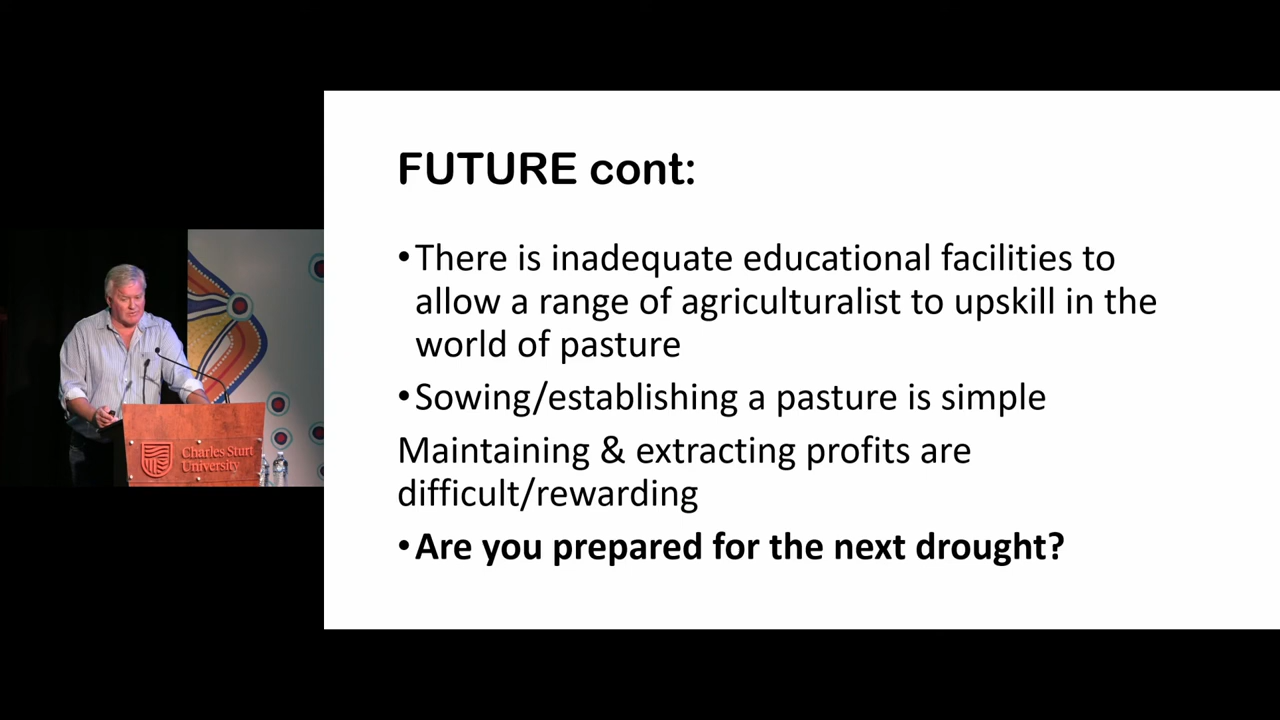 FUTURE cont:
•There is inadequate educational facilities to
allow a range of agriculturalist to upskill in the
world of pasture
•Sowing/establishing a pasture is simple
Maintaining & extracting profits are
difficult/rewarding
•Are you prepared for the next drought?
Charles Sturt
University